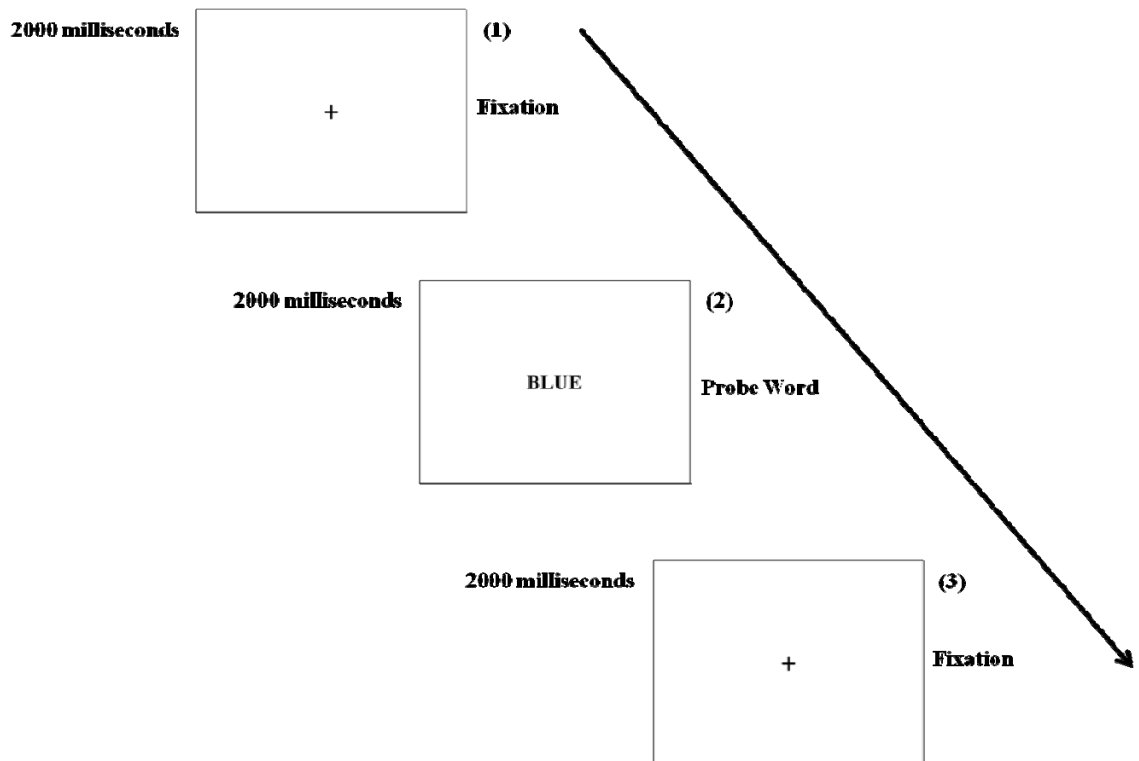 2000 milliseconds (1)
+
Fixation
2000 milliseconds (2)
BLUE
Probe Word
2000 milliseconds (3)
+
Fixation